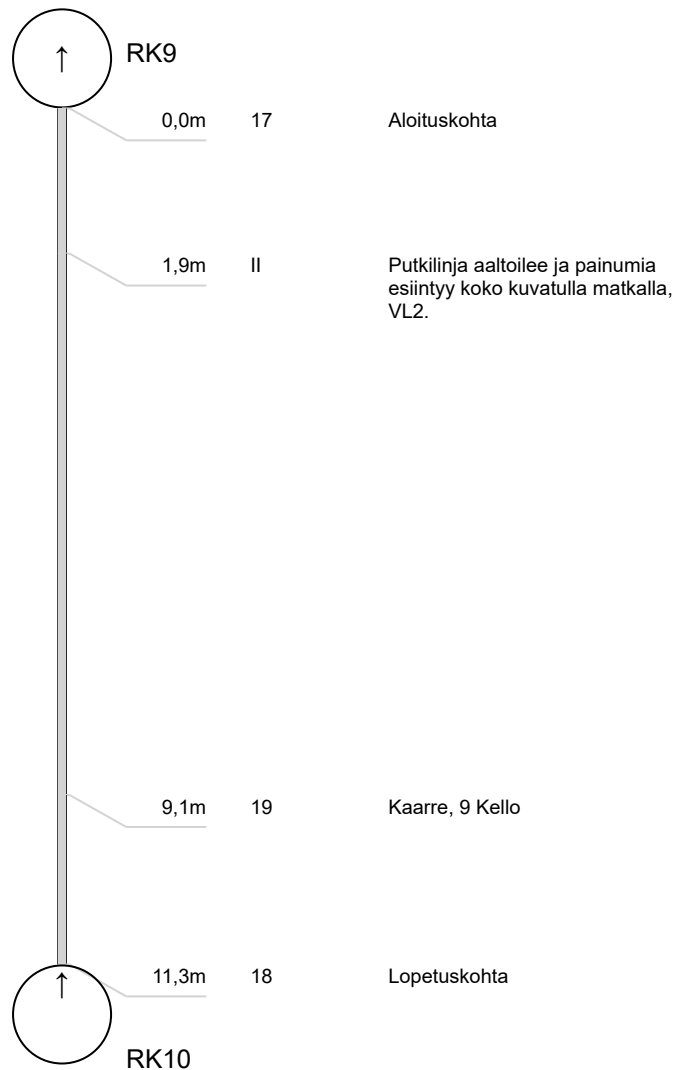 RK9
0,0m 17 Aloituskohta
1,9m II Putkilinja aaltoilee ja painumia
esiintyy koko kuvatulla matkalla,
VL2.
9,1m 19 Kaarre, 9 Kello
11,3m 18 Lopetuskohta
RK10